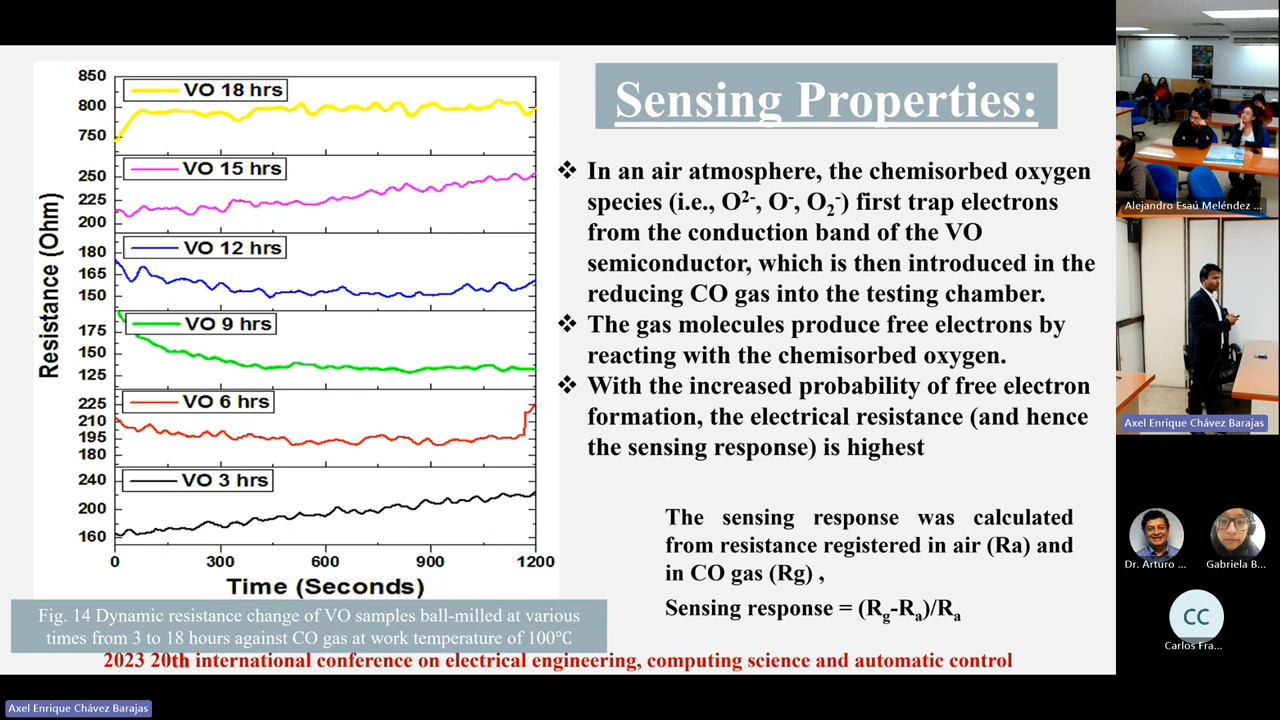 Sensing Properties:
❖ In an air atmosphere, the chemisorbed oxygen
species (i.e., O²⁻, O⁻, O₂⁻) first trap electrons
from the conduction band of the VO
semiconductor, which is then introduced in the
reducing CO gas into the testing chamber.
❖ The gas molecules produce free electrons by
reacting with the chemisorbed oxygen.
❖ With the increased probability of free electron
formation, the electrical resistance (and hence
the sensing response) is highest
The sensing response was calculated
from resistance registered in air (Ra) and
in CO gas (Rg) ,
Sensing response = (Rg-Ra)/Ra
Resistance (Ohm)
850
VO 18 hrs
800
750
VO 15 hrs
250
225
200
VO 12 hrs
180
165
150
VO 9 hrs
175
150
125
VO 6 hrs
225
210
195
180
VO 3 hrs
240
200
160
0 300 600 900 1200
Time (Seconds)
Fig. 14 Dynamic resistance change of VO samples ball-milled at various
times from 3 to 18 hours against CO gas at work temperature of 100°C
2023 20th international conference on electrical engineering, computing science and automatic control
Axel Enrique Chávez Barajas
Alejandro Esaú Meléndez ...
Axel Enrique Chávez Barajas
Dr. Arturo ...
Gabriela B...
CC
Carlos Fra...